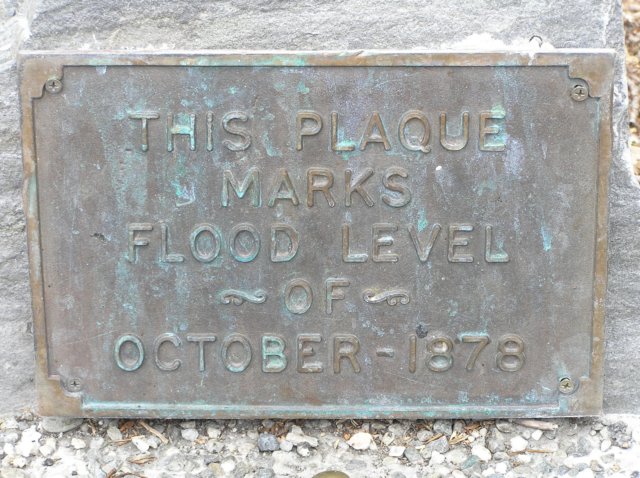 THIS PLAQUE
MARKS
FLOOD LEVEL
OF
OCTOBER-1878